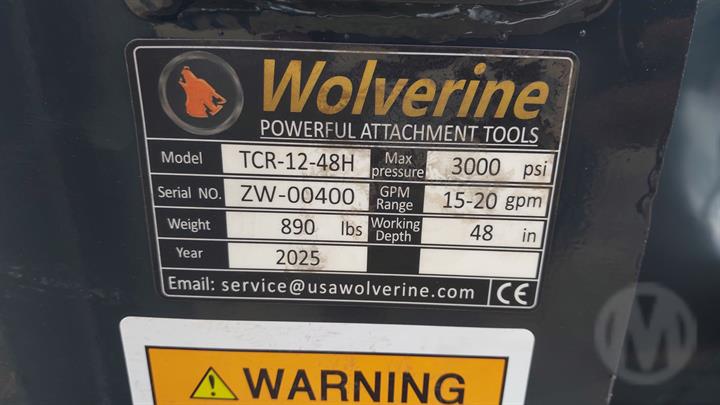 Wolverine
POWERFUL ATTACHMENT TOOLS
Model TCR-12-48H Max pressure 3000 psi
Serial NO. ZW-00400 GPM Range 15-20 gpm
Weight 890 lbs Working Depth 48 in
Year 2025
Email: service@usawolverine.com CE
WARNING
M